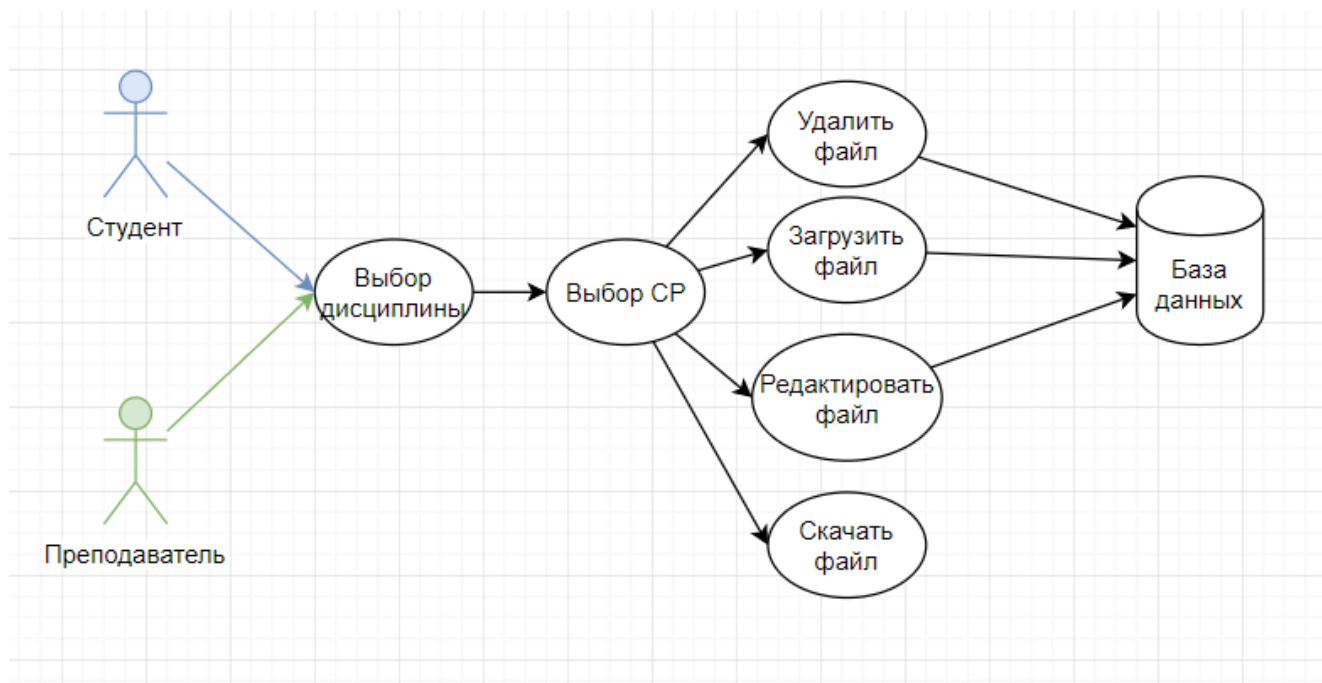 Студент
Преподаватель
Выбор
дисциплины
Выбор СР
Удалить
файл
Загрузить
файл
Редактировать
файл
Скачать
файл
База
данных